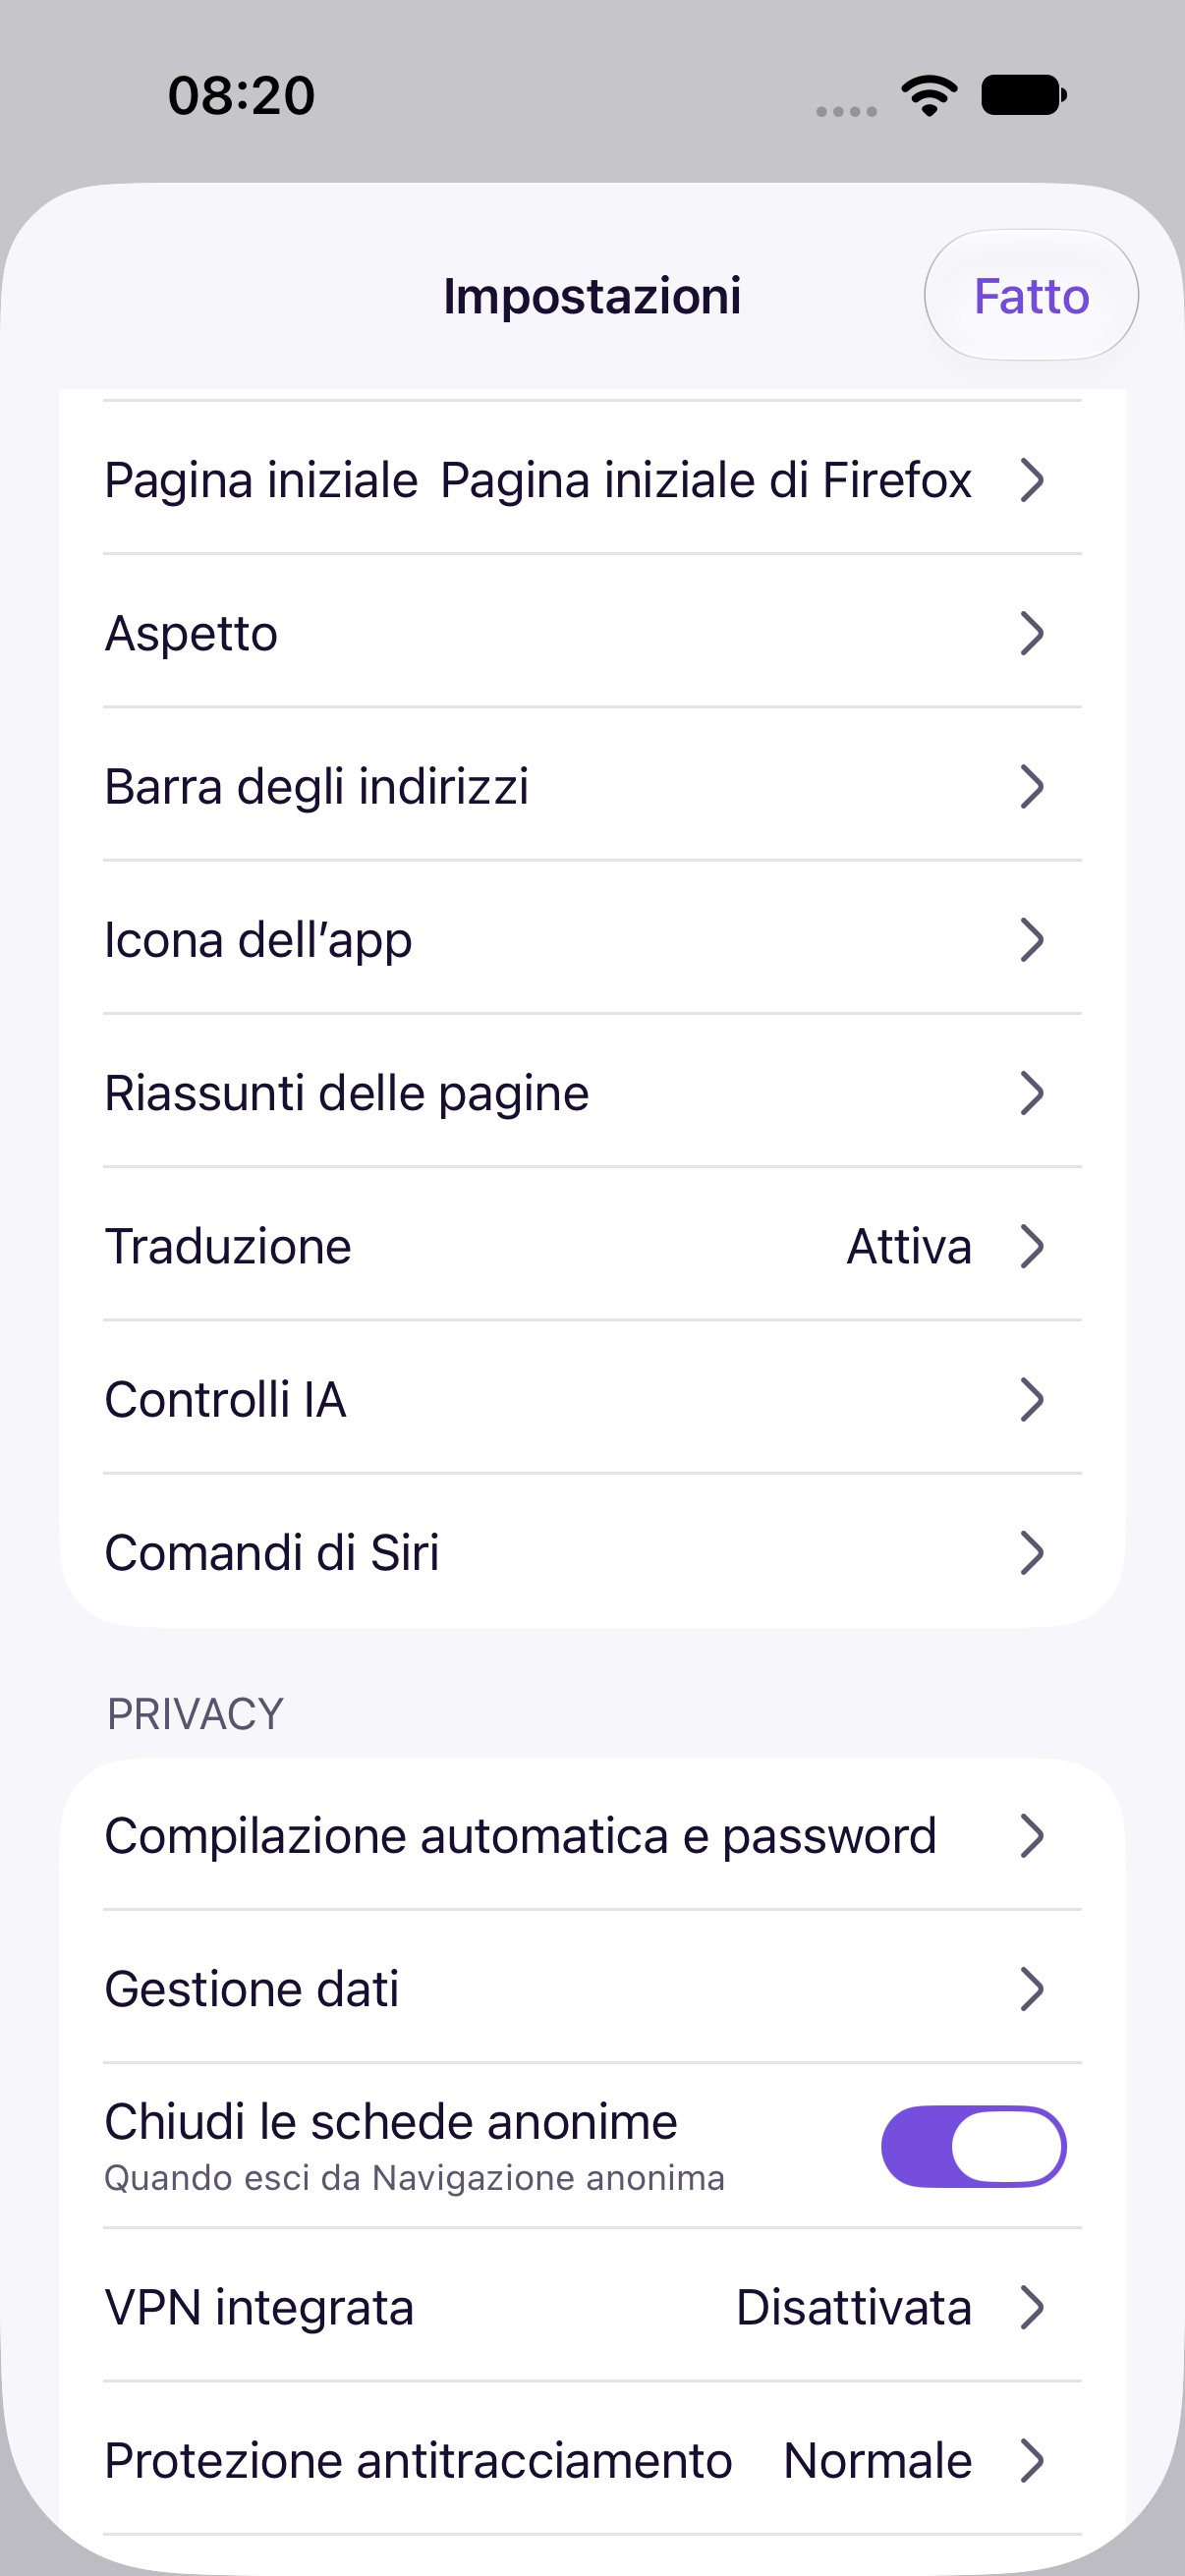 08:20
Impostazioni
Fatto
Pagina iniziale Pagina iniziale di Firefox
Aspetto
Barra degli indirizzi
Icona dell’app
Riassunti delle pagine
Traduzione Attiva
Controlli IA
Comandi di Siri
PRIVACY
Compilazione automatica e password
Gestione dati
Chiudi le schede anonime
Quando esci da Navigazione anonima
VPN integrata Disattivata
Protezione antitracciamento Normale